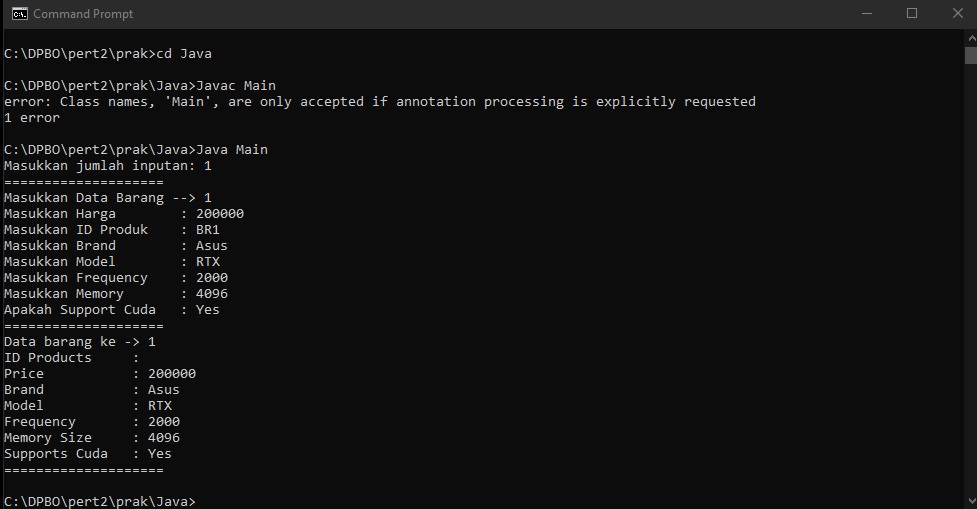 Command Prompt
C:\DPBO\pert2\prak>cd Java
C:\DPBO\pert2\prak\Java>Javac Main
error: Class names, 'Main', are only accepted if annotation processing is explicitly requested
1 error
C:\DPBO\pert2\prak\Java>Java Main
Masukkan jumlah inputan: 1
====================
Masukkan Data Barang --> 1
Masukkan Harga        : 200000
Masukkan ID Produk    : BR1
Masukkan Brand        : Asus
Masukkan Model        : RTX
Masukkan Frequency    : 2000
Masukkan Memory       : 4096
Apakah Support Cuda   : Yes
====================
Data barang ke -> 1
ID Products     :
Price           : 200000
Brand           : Asus
Model           : RTX
Frequency       : 2000
Memory Size     : 4096
Supports Cuda   : Yes
====================
C:\DPBO\pert2\prak\Java>